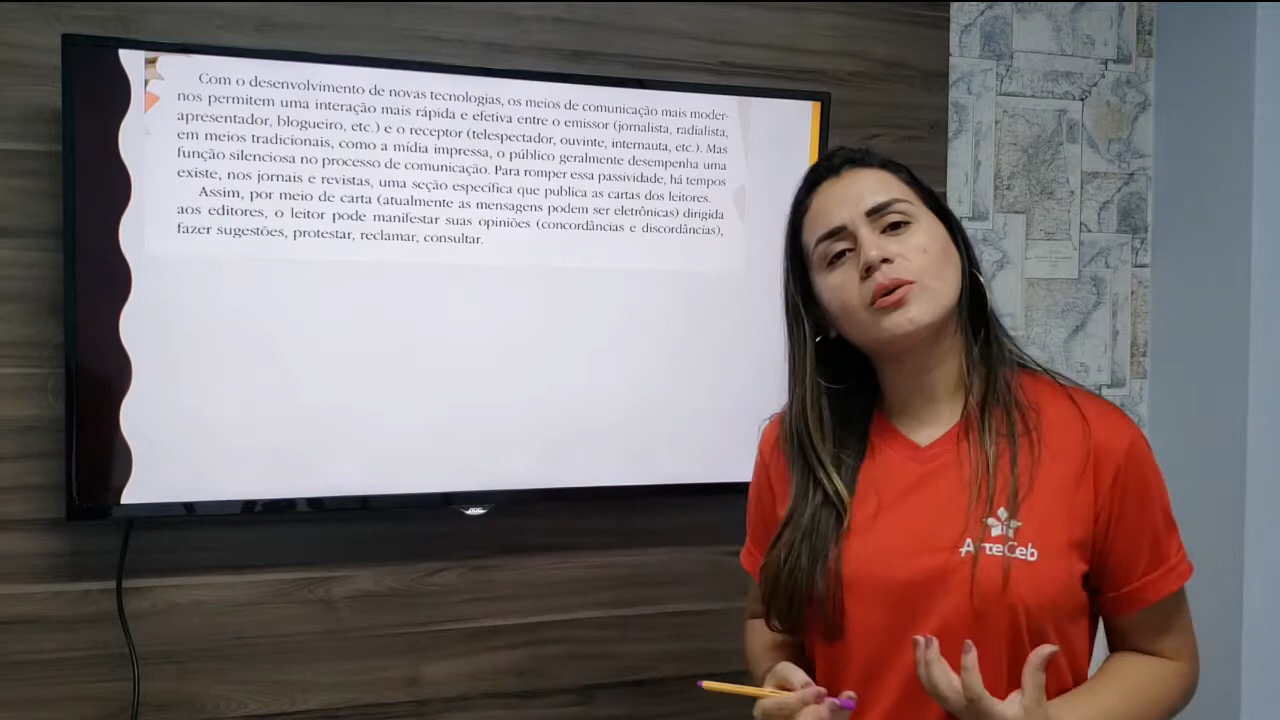 Com o desenvolvimento de novas tecnologias, os meios de comunicação mais moder-
nos permitem uma interação mais rápida e efetiva entre o emissor (jornalista, radialista,
apresentador, blogueiro, etc.) e o receptor (telespectador, ouvinte, internauta, etc.). Mas
em meios tradicionais, como a mídia impressa, o público geralmente desempenha uma
função silenciosa no processo de comunicação. Para romper essa passividade, há tempos
existe, nos jornais e revistas, uma seção específica que publica as cartas dos leitores.
Assim, por meio de carta (atualmente as mensagens podem ser eletrônicas) dirigida
aos editores, o leitor pode manifestar suas opiniões (concordâncias e discordâncias),
fazer sugestões, protestar, reclamar, consultar.
AOC
ArteCeb